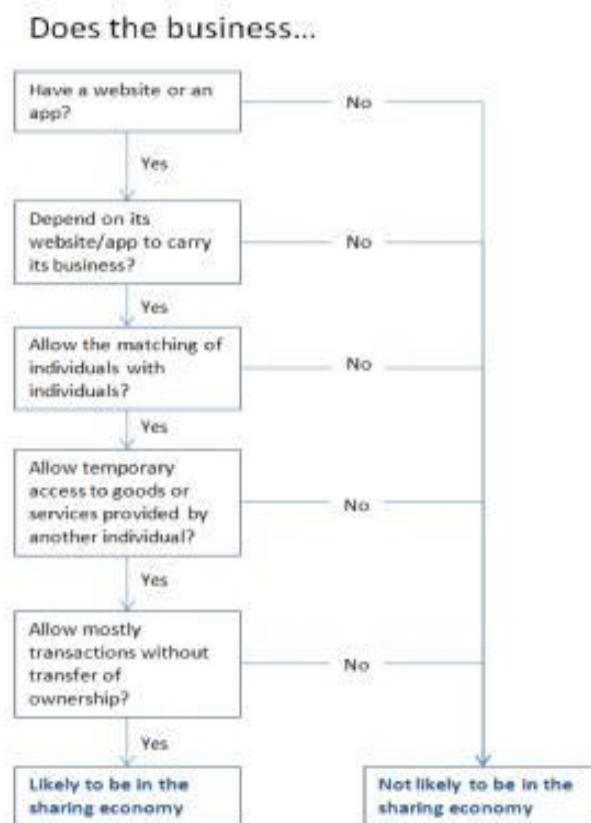 Does the business...
Have a website or an
app?
No
Yes
Depend on its
website/app to carry
its business?
No
Yes
Allow the matching of
individuals with
individuals?
No
Yes
Allow temporary
access to goods or
services provided by
another individual?
No
Yes
Allow mostly
transactions without
transfer of
ownership?
No
Yes
Likely to be in the
sharing economy
Not likely to be in the
sharing economy